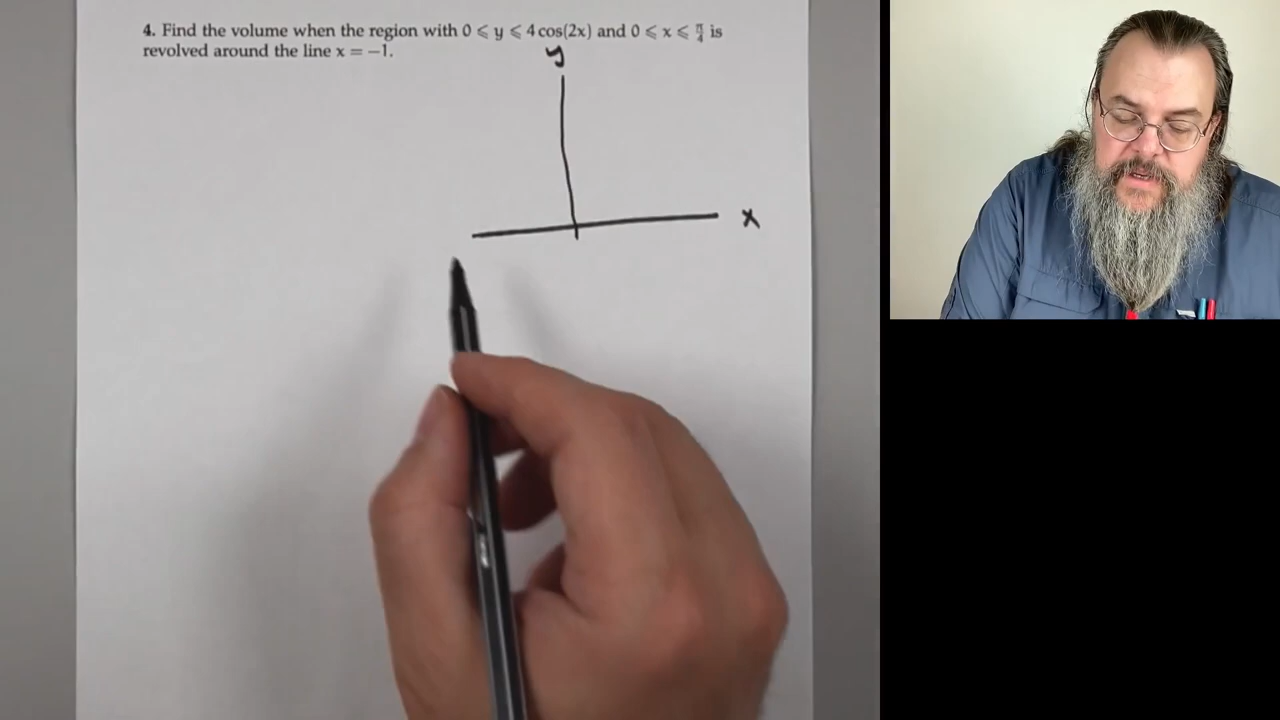 4. Find the volume when the region with 0 ⩽ y ⩽ 4 cos(2x) and 0 ⩽ x ⩽ π/4 is
revolved around the line x = −1.
y
x